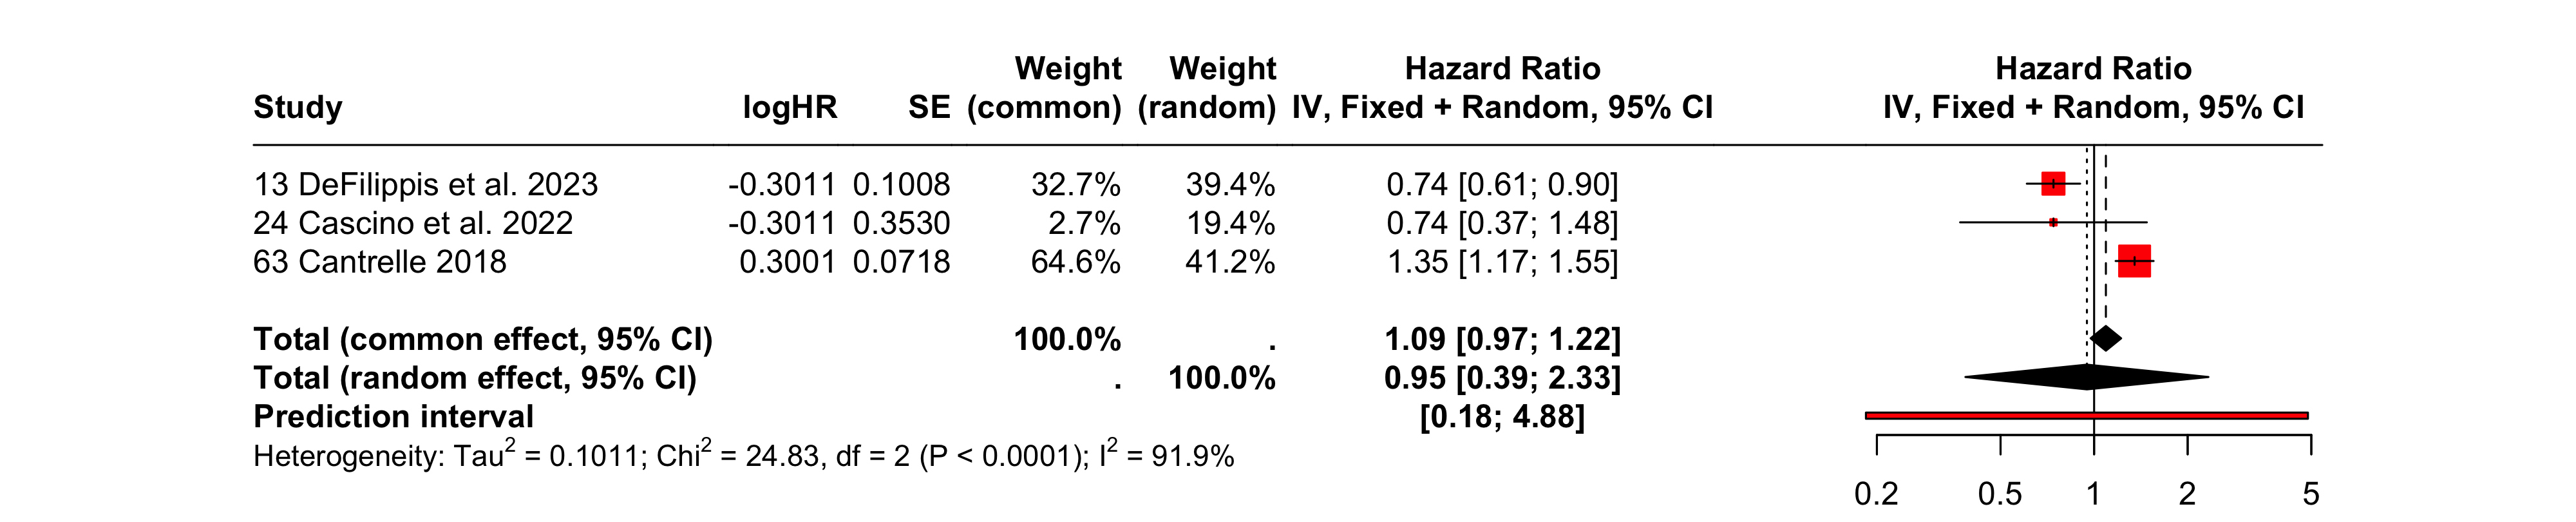 Weight Weight Hazard Ratio Hazard Ratio
Study logHR SE (common) (random) IV, Fixed + Random, 95% CI IV, Fixed + Random, 95% CI
13 DeFilippis et al. 2023 -0.3011 0.1008 32.7% 39.4% 0.74 [0.61; 0.90]
24 Cascino et al. 2022 -0.3011 0.3530 2.7% 19.4% 0.74 [0.37; 1.48]
63 Cantrelle 2018 0.3001 0.0718 64.6% 41.2% 1.35 [1.17; 1.55]
Total (common effect, 95% CI) 100.0% . 1.09 [0.97; 1.22]
Total (random effect, 95% CI) . 100.0% 0.95 [0.39; 2.33]
Prediction interval [0.18; 4.88]
Heterogeneity: Tau² = 0.1011; Chi² = 24.83, df = 2 (P < 0.0001); I² = 91.9%
0.2 0.5 1 2 5